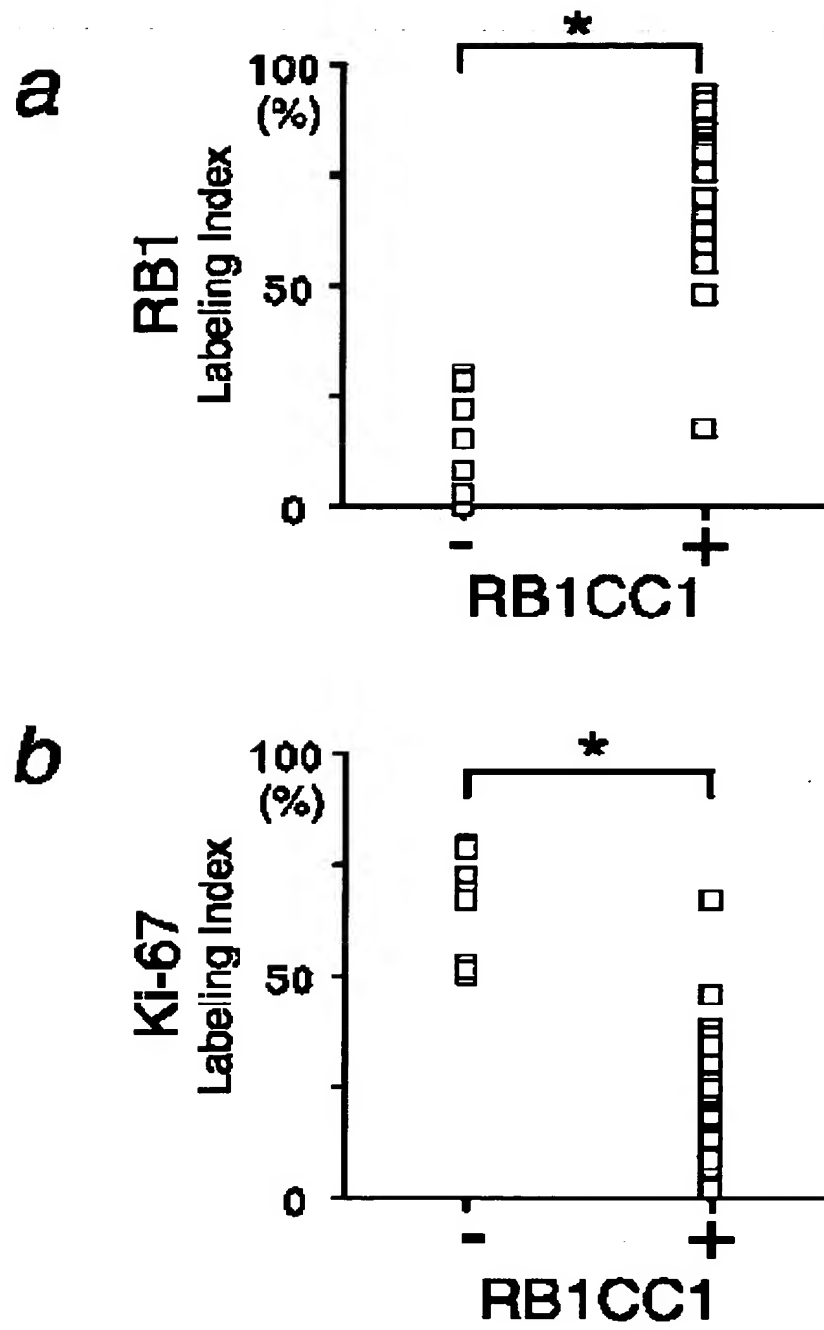 a
*
100
(%)
RB1
Labeling Index
50
0
- +
RB1CC1
b
*
100
(%)
Ki-67
Labeling Index
50
0
- +
RB1CC1